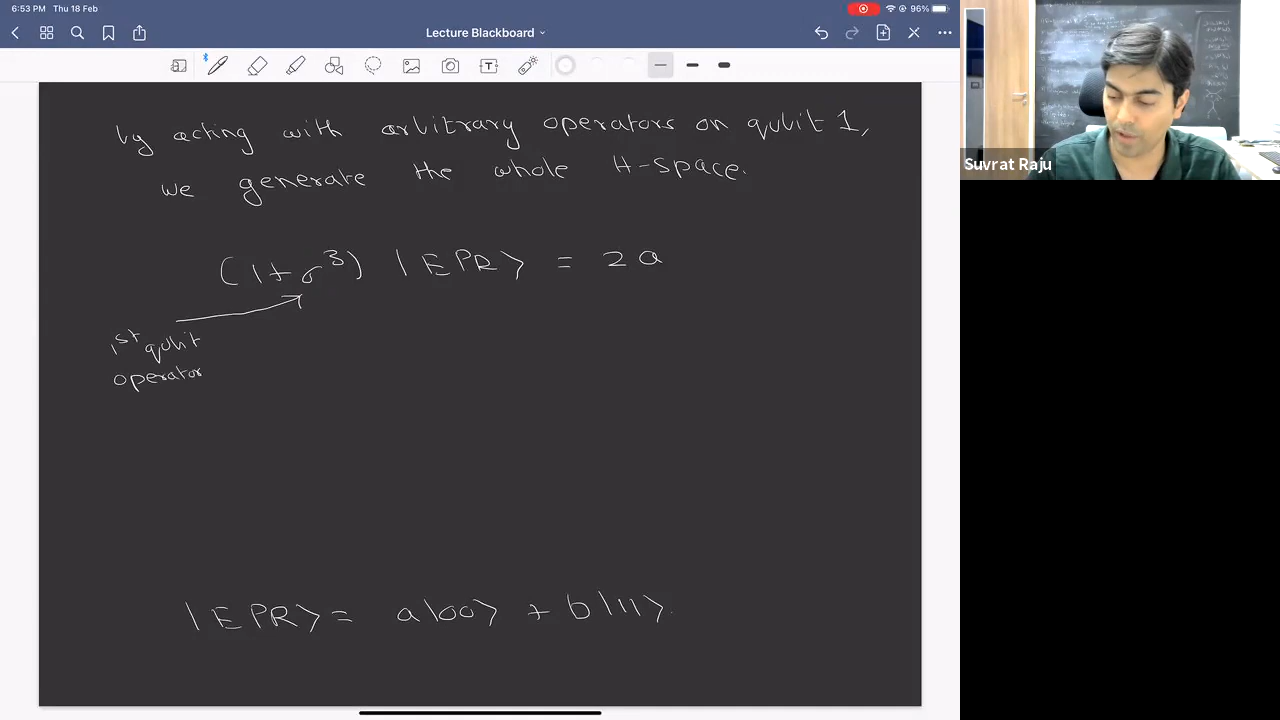 6:53 PM Thu 18 Feb
96%
Lecture Blackboard
by acting with arbitrary operators on qubit 1,
we generate the whole H-space.
(1+σ³) |EPR⟩ = 2a
1st qubit
operator
|EPR⟩ = a|00⟩ + b|11⟩.
Suvrat Raju